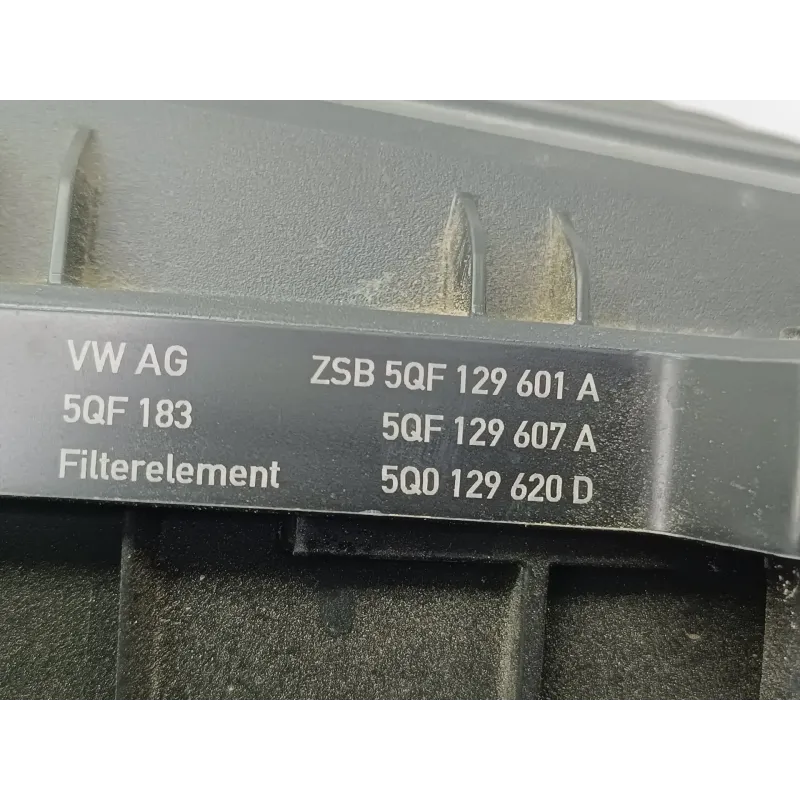 VW AG ZSB 5QF 129 601 A
5QF 183 5QF 129 607 A
Filterelement 5Q0 129 620 D